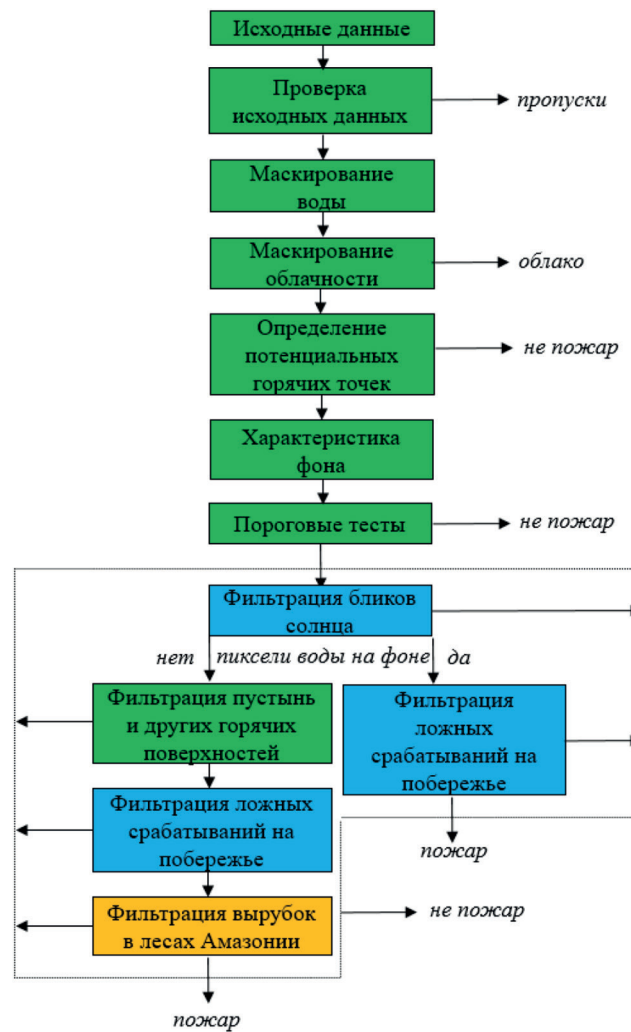 Исходные данные
Проверка
исходных данных
пропуски
Маскирование
воды
Маскирование
облачности
облако
Определение
потенциальных
горячих точек
не пожар
Характеристика
фона
Пороговые тесты
не пожар
Фильтрация бликов
солнца
нет пиксели воды на фоне да
Фильтрация пустынь
и других горячих
поверхностей
Фильтрация
ложных
срабатываний на
побережье
Фильтрация ложных
срабатываний на
побережье
пожар
Фильтрация вырубок
в лесах Амазонии
не пожар
пожар